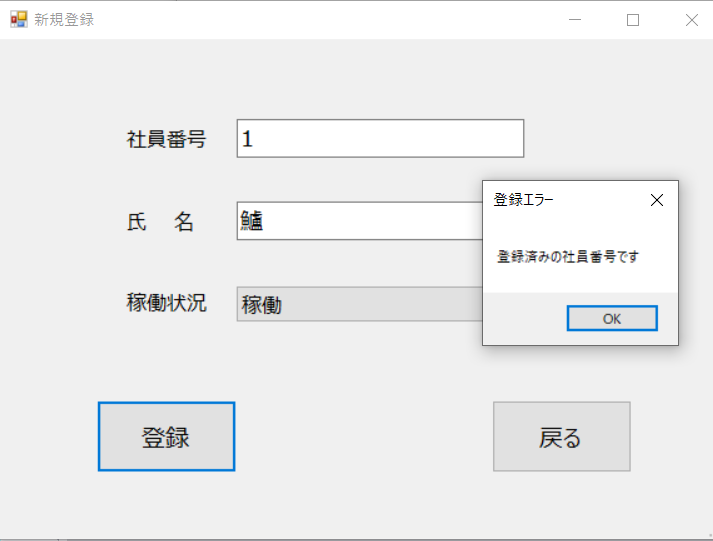 新規登録
社員番号 1
氏 名 鱸
稼働状況 稼働
登録エラー
登録済みの社員番号です
OK
登録
戻る